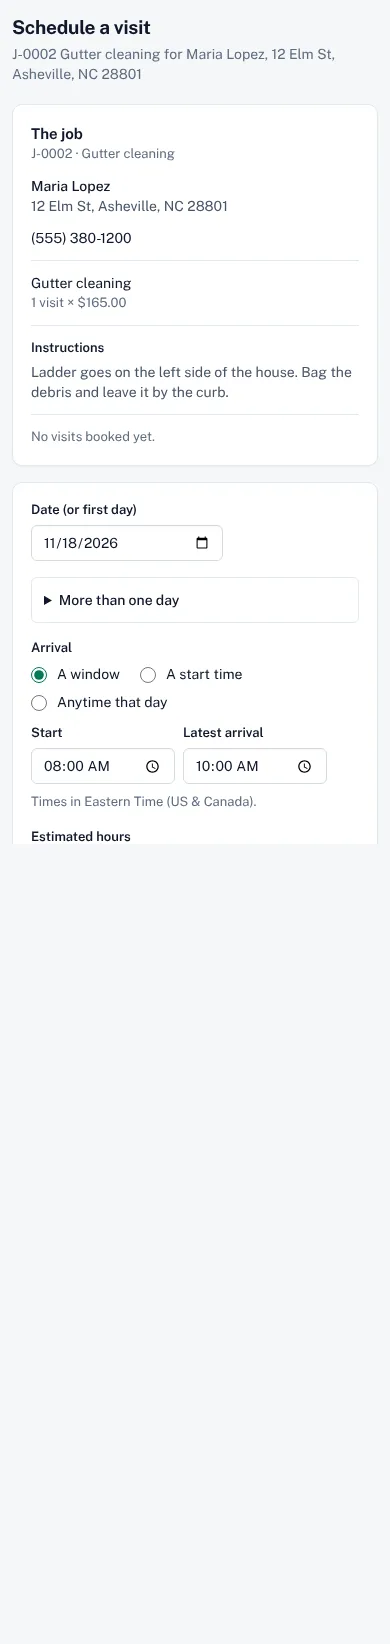 Schedule a visit
J-0002 Gutter cleaning for Maria Lopez, 12 Elm St,
Asheville, NC 28801
The job
J-0002 · Gutter cleaning
Maria Lopez
12 Elm St, Asheville, NC 28801
(555) 380-1200
Gutter cleaning
1 visit × $165.00
Instructions
Ladder goes on the left side of the house. Bag the
debris and leave it by the curb.
No visits booked yet.
Date (or first day)
11/18/2026
More than one day
Arrival
A window A start time
Anytime that day
Start Latest arrival
08:00 AM 10:00 AM
Times in Eastern Time (US & Canada).
Estimated hours